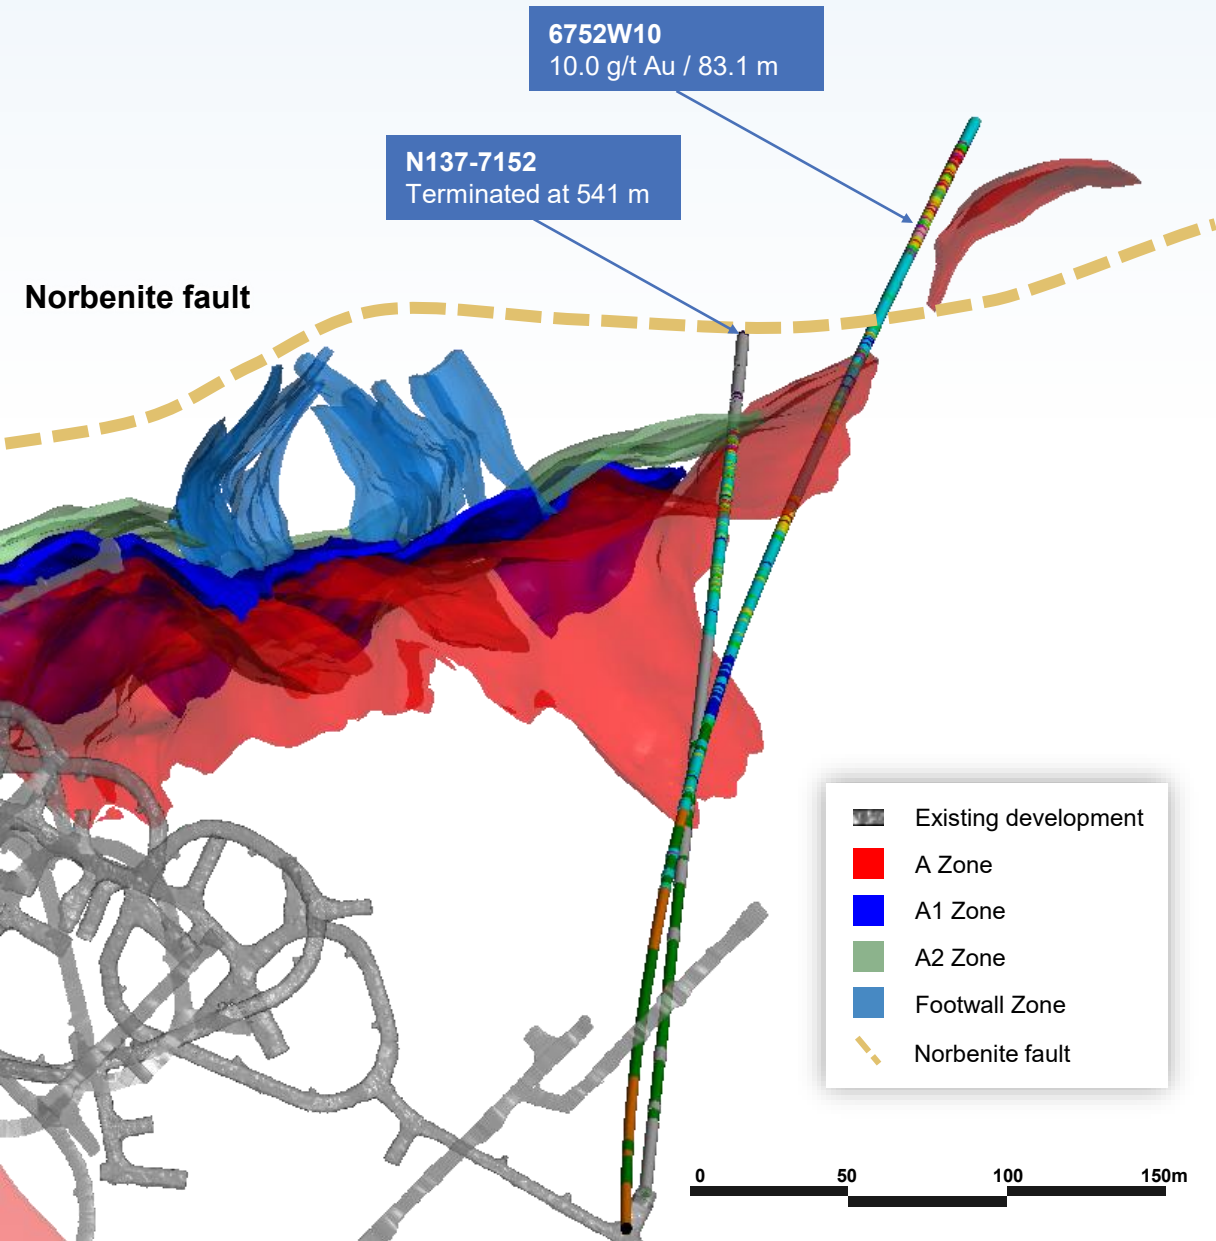 6752W10
10.0 g/t Au / 83.1 m
N137-7152
Terminated at 541 m
Norbenite fault
Existing development
A Zone
A1 Zone
A2 Zone
Footwall Zone
Norbenite fault
0 50 100 150m